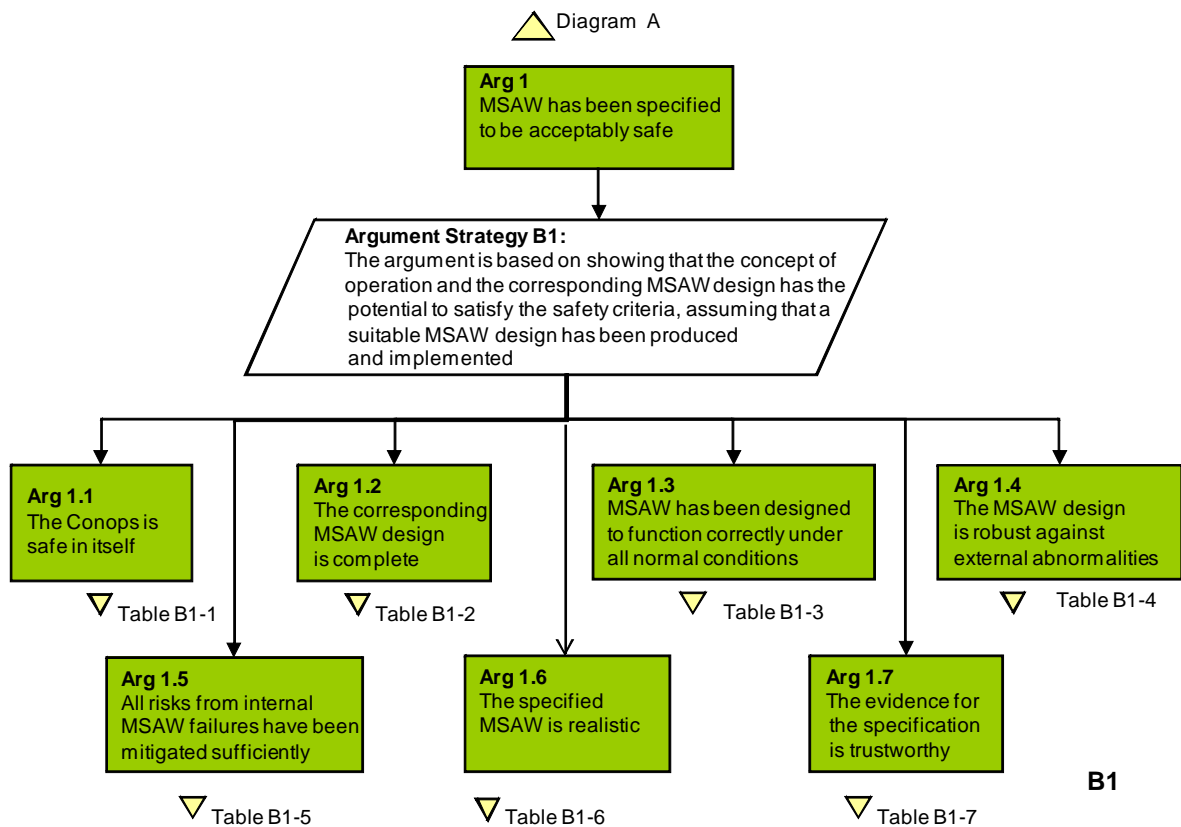 Diagram A
Arg 1
MSAW has been specified
to be acceptably safe
Argument Strategy B1:
The argument is based on showing that the concept of
operation and the corresponding MSAW design has the
potential to satisfy the safety criteria, assuming that a
suitable MSAW design has been produced
and implemented
Arg 1.1
The Conops is
safe in itself
Table B1-1
Arg 1.2
The corresponding
MSAW design
is complete
Table B1-2
Arg 1.3
MSAW has been designed
to function correctly under
all normal conditions
Table B1-3
Arg 1.4
The MSAW design
is robust against
external abnormalities
Table B1-4
Arg 1.5
All risks from internal
MSAW failures have been
mitigated sufficiently
Table B1-5
Arg 1.6
The specified
MSAW is realistic
Table B1-6
Arg 1.7
The evidence for
the specification
is trustworthy
Table B1-7
B1